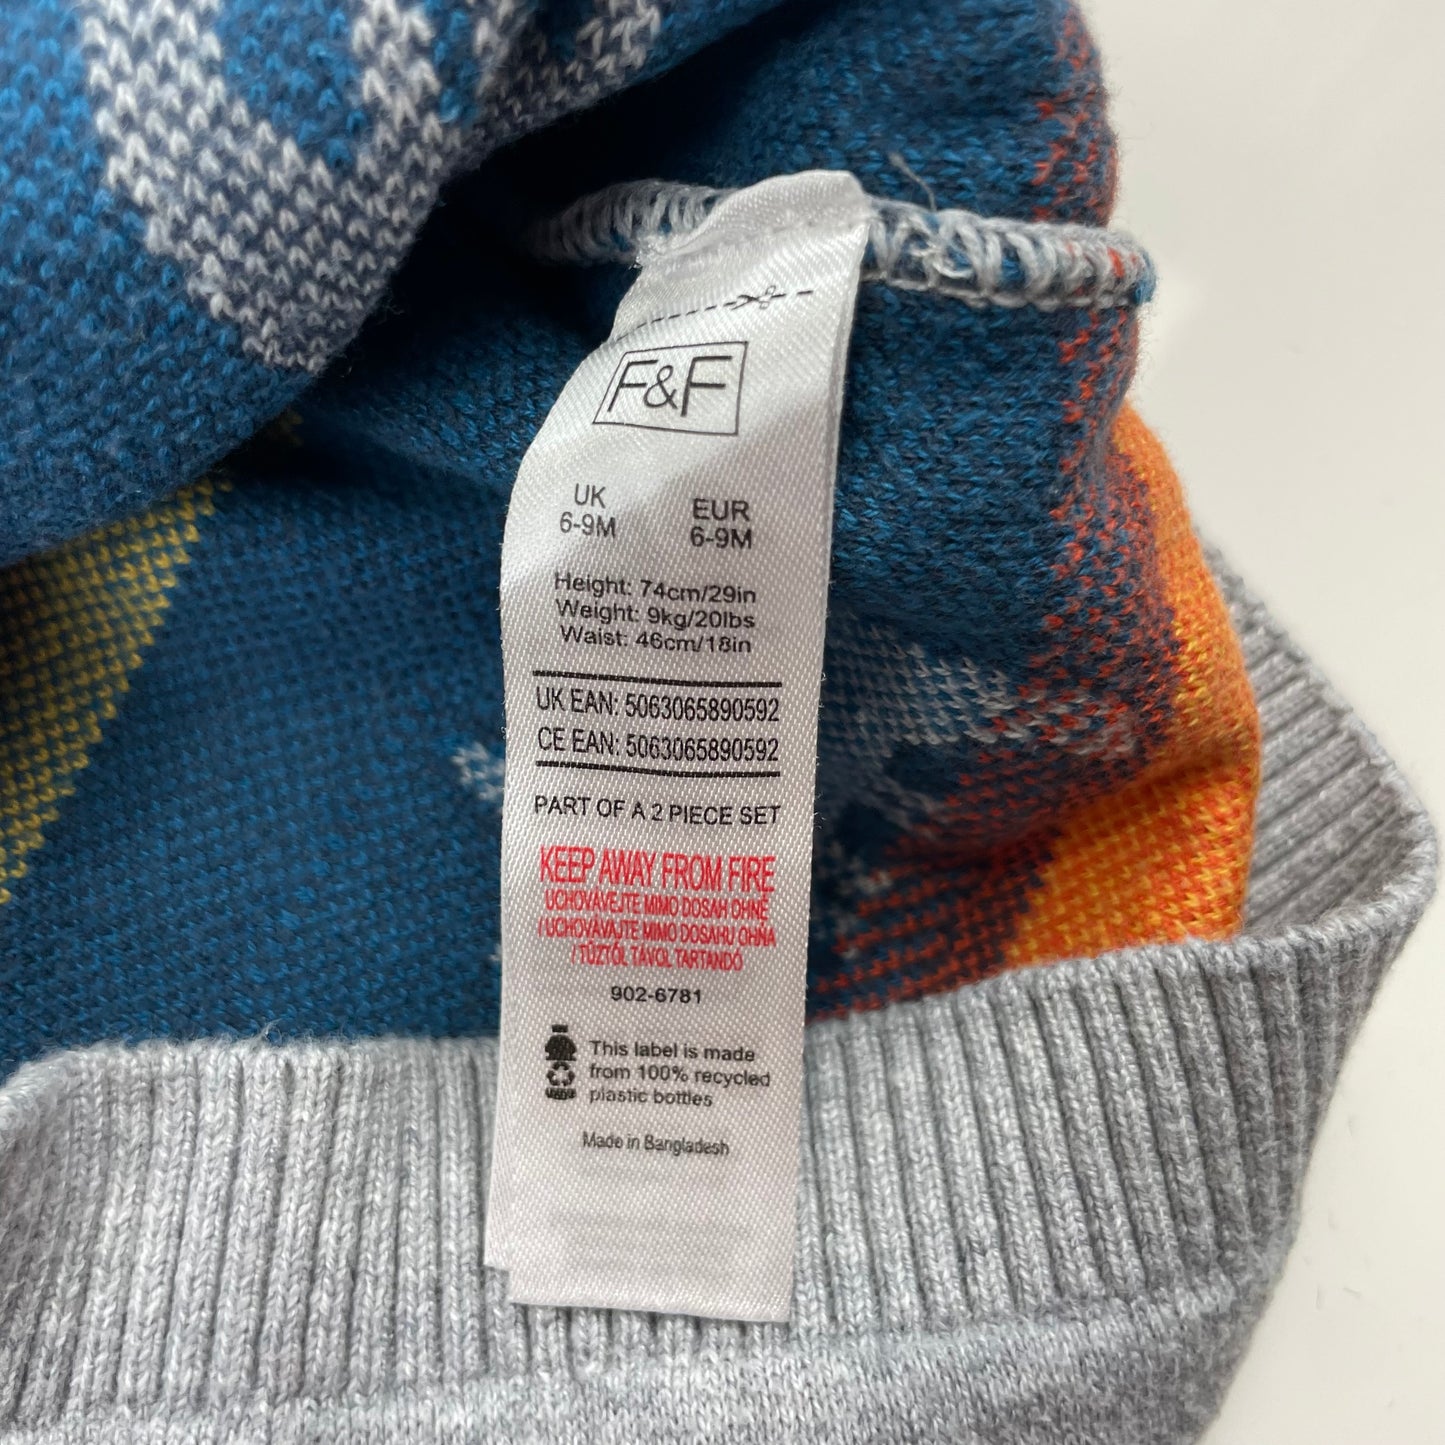 F&F
UK EUR
6-9M 6-9M
Height: 74cm/29in
Weight: 9kg/20lbs
Waist: 46cm/18in
UK EAN: 5063065890592
CE EAN: 5063065890592
PART OF A 2 PIECE SET
KEEP AWAY FROM FIRE
UCHOVÁVEJTE MIMO DOSAH OHNĚ
/ UCHOVÁVAJTE MIMO DOSAHU OHŇA
/ TŰZTŐL TÁVOL TARTANDÓ
902-6781
This label is made
from 100% recycled
plastic bottles
Made in Bangladesh